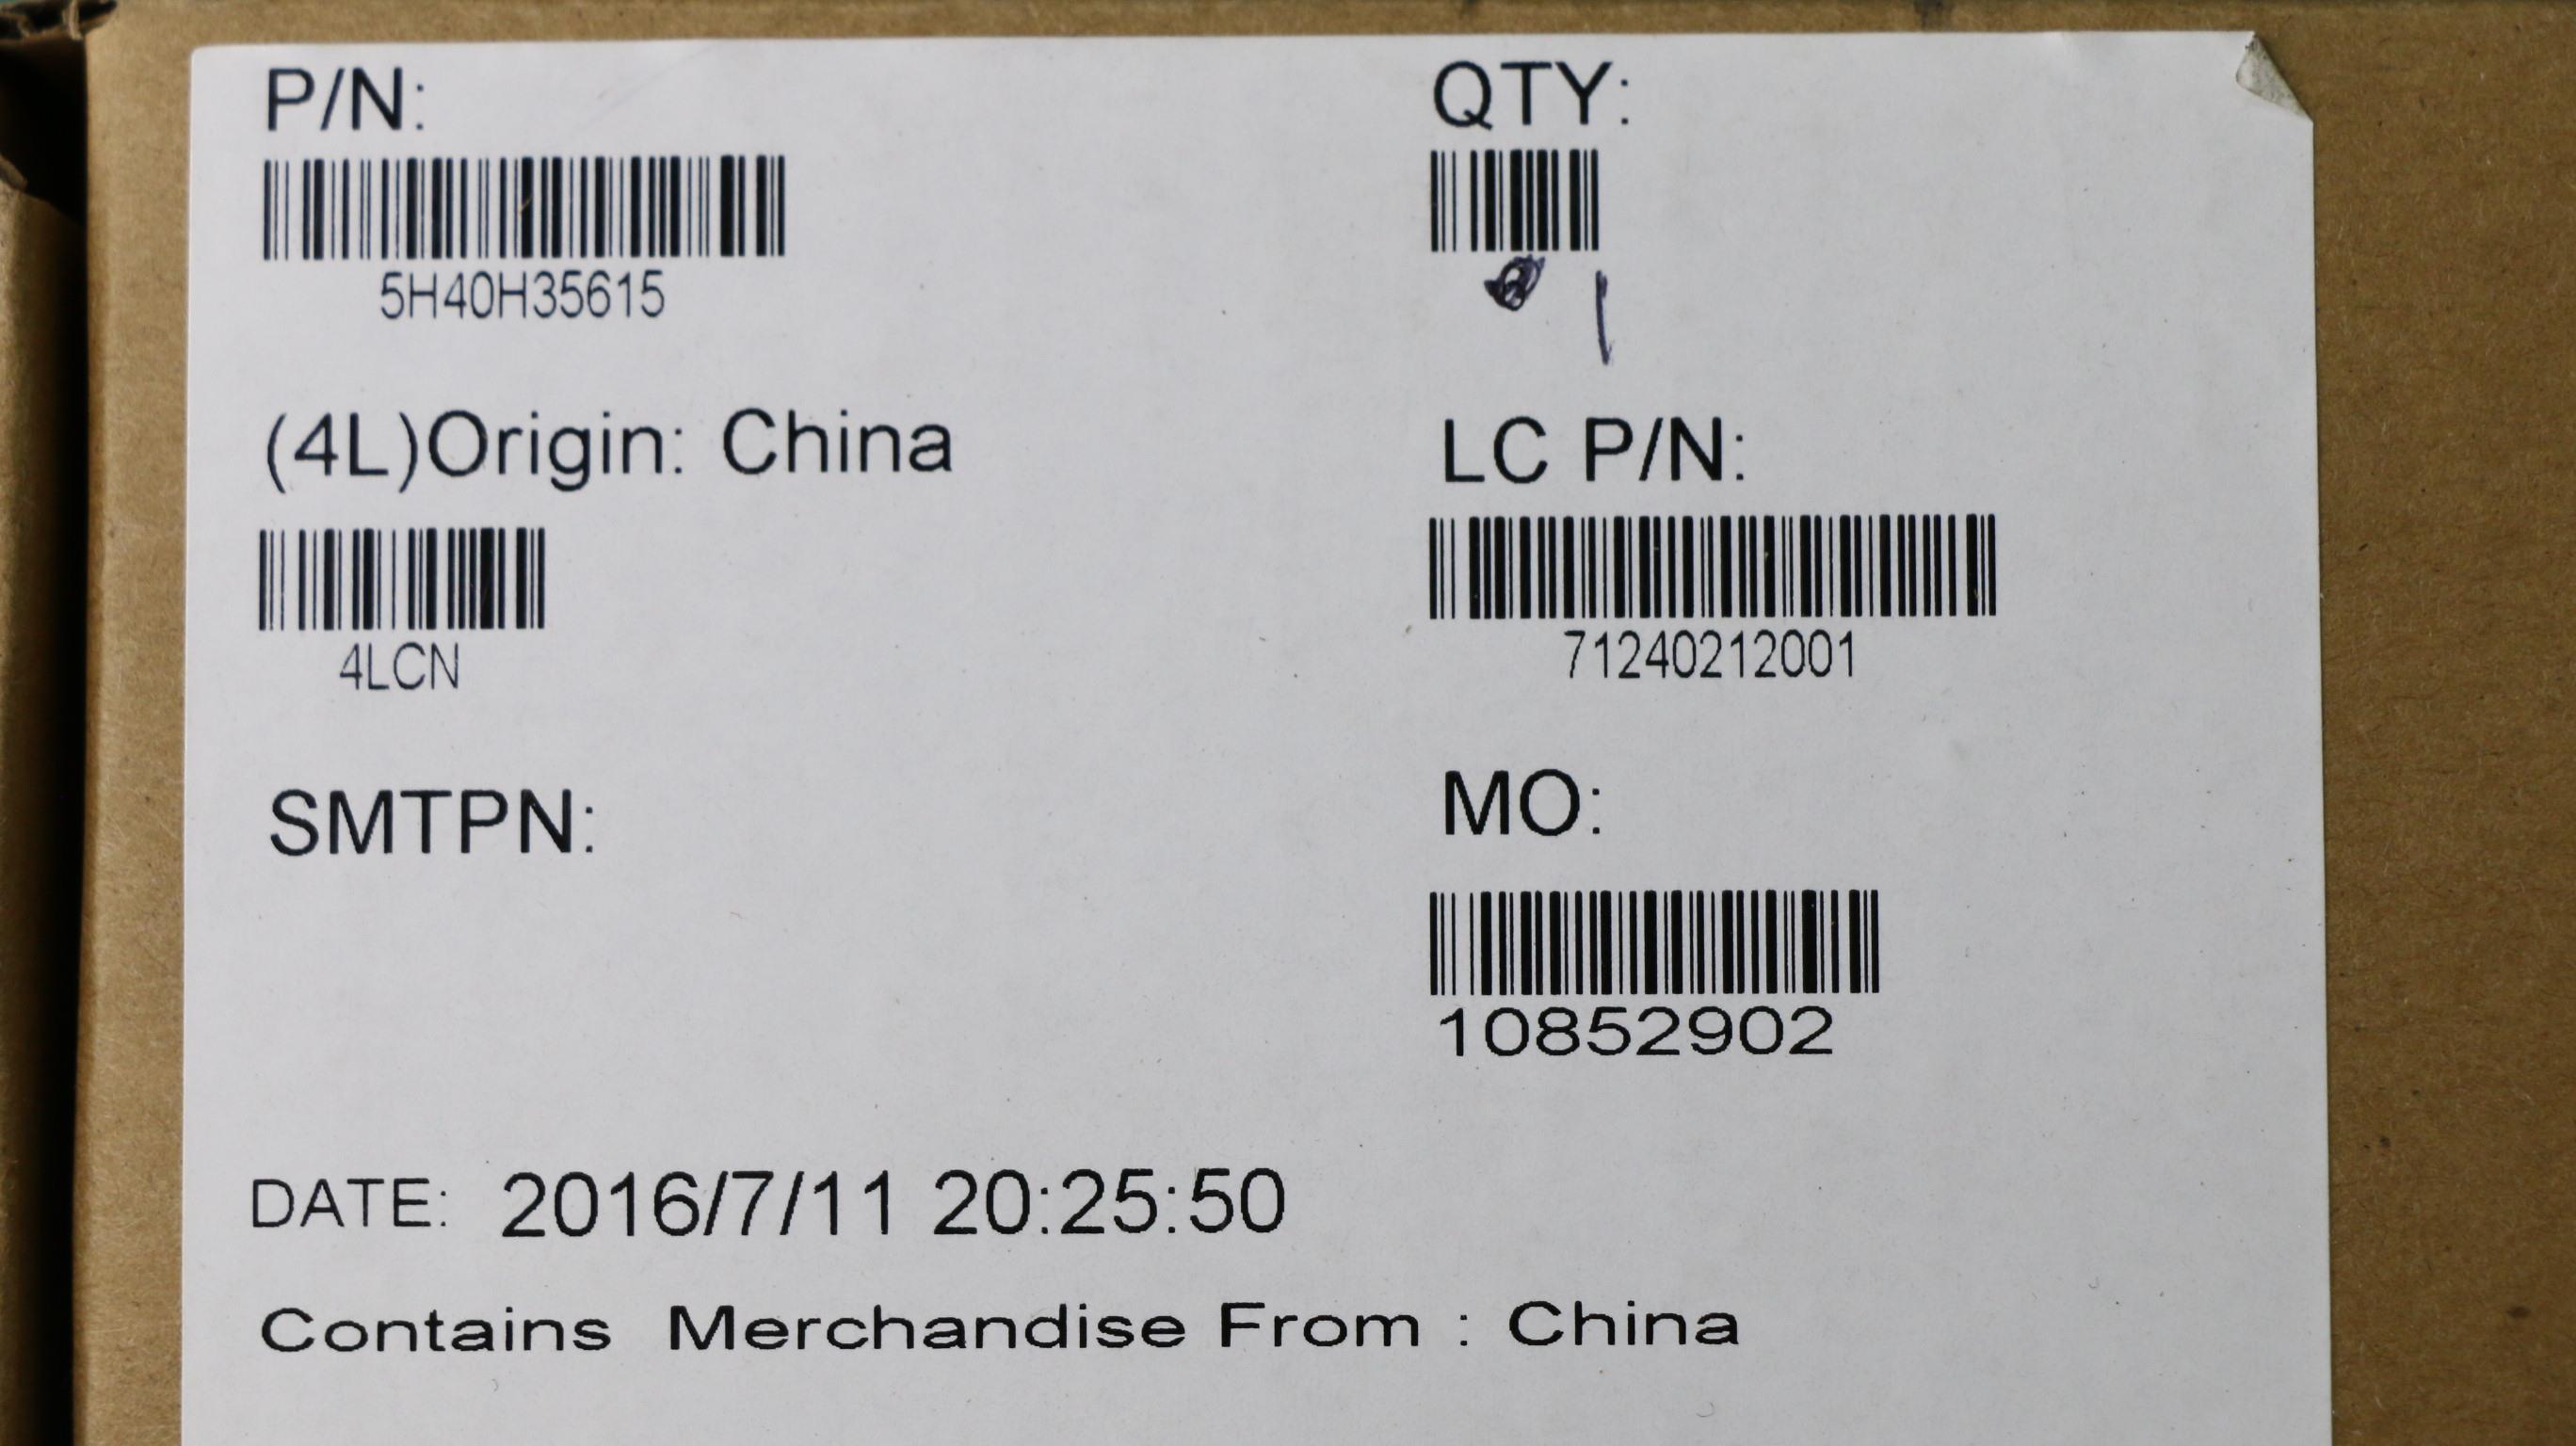 P/N:
QTY:
5H40H35615
1
(4L)Origin: China
LC P/N:
4LCN
71240212001
SMTPN:
MO:
10852902
DATE: 2016/7/11 20:25:50
Contains Merchandise From : China